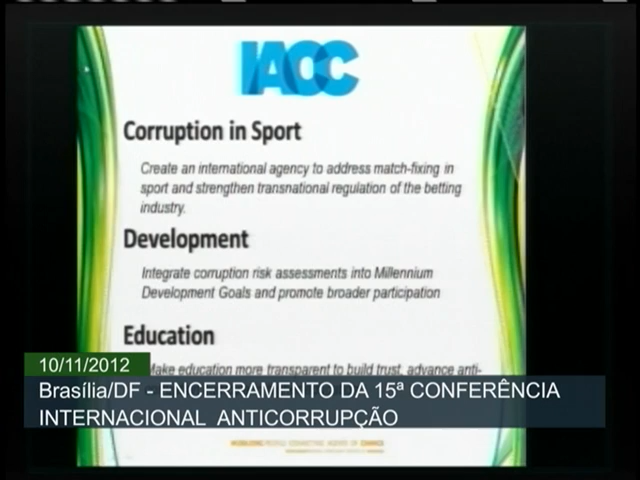 IACC
Corruption in Sport
Create an international agency to address match-fixing in
sport and strengthen transnational regulation of the betting
industry.
Development
Integrate corruption risk assessments into Millennium
Development Goals and promote broader participation
Education
Make education more transparent to build trust, advance anti-
10/11/2012
Brasília/DF - ENCERRAMENTO DA 15ª CONFERÊNCIA
INTERNACIONAL ANTICORRUPÇÃO